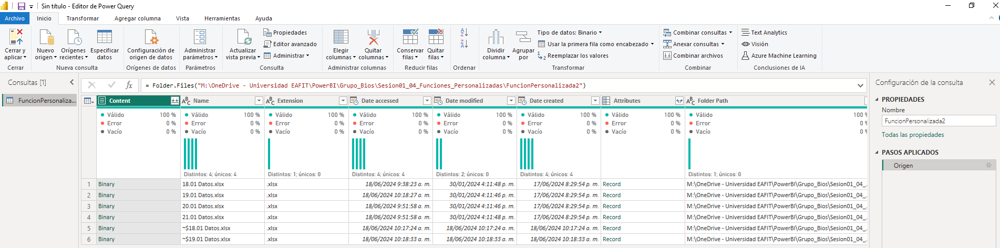 Sin título - Editor de Power Query
Archivo Inicio Transformar Agregar columna Vista Herramientas Ayuda
Cerrar y aplicar
Nuevo origen
Orígenes recientes
Especificar datos
Configuración de origen de datos
Administrar parámetros
Actualizar vista previa
Propiedades
Editor avanzado
Administrar
Elegir columnas
Quitar columnas
Conservar filas
Quitar filas
Dividir columna
Agrupar por
Tipo de datos: Binario
Usar la primera fila como encabezado
Reemplazar los valores
Combinar consultas
Anexar consultas
Combinar archivos
Text Analytics
Visión
Azure Machine Learning
Cerrar Nueva consulta Orígenes de datos Parámetros Consulta Administrar columnas Reducir filas Ordenar Transformar Combinar Conclusiones de IA
Consultas [1]
FuncionPersonaliza...
= Folder.Files("M:\OneDrive - Universidad EAFIT\PowerBI\Grupo_Bios\Sesion01_04_Funciones_Personalizadas\FuncionPersonalizada2")
Content Name Extension Date accessed Date modified Date created Attributes Folder Path
Válido 100 % Válido 100 % Válido 100 % Válido 100 % Válido 100 % Válido 100 % Válido 100 % Válido 100 %
Error 0 % Error 0 % Error 0 % Error 0 % Error 0 % Error 0 % Error 0 % Error 0 %
Vacío 0 % Vacío 0 % Vacío 0 % Vacío 0 % Vacío 0 % Vacío 0 % Vacío 0 % Vacío 0 %
Distintos: 4; únicos: 4 Distintos: 1; únicos: 0 Distintos: 4; únicos: 4 Distintos: 2; únicos: 0 Distintos: 4; únicos: 4 Distintos: 1; únicos: 0
1 Binary 18.01 Datos.xlsx .xlsx 18/06/2024 9:38:23 a. m. 30/01/2024 4:11:48 p. m. 17/06/2024 8:29:54 p. m. Record M:\OneDrive - Universidad EAFIT\PowerBI\Grupo_Bios\Sesion01_04_...
2 Binary 19.01 Datos.xlsx .xlsx 18/06/2024 10:18:27 a. m. 30/01/2024 4:11:46 p. m. 17/06/2024 8:29:54 p. m. Record M:\OneDrive - Universidad EAFIT\PowerBI\Grupo_Bios\Sesion01_04_...
3 Binary 20.01 Datos.xlsx .xlsx 18/06/2024 9:51:58 a. m. 30/01/2024 4:11:46 p. m. 17/06/2024 8:29:54 p. m. Record M:\OneDrive - Universidad EAFIT\PowerBI\Grupo_Bios\Sesion01_04_...
4 Binary 21.01 Datos.xlsx .xlsx 18/06/2024 9:51:58 a. m. 30/01/2024 4:11:48 p. m. 17/06/2024 8:29:54 p. m. Record M:\OneDrive - Universidad EAFIT\PowerBI\Grupo_Bios\Sesion01_04_...
5 Binary ~$18.01 Datos.xlsx .xlsx 18/06/2024 10:17:24 a. m. 18/06/2024 10:17:24 a. m. 18/06/2024 10:17:24 a. m. Record M:\OneDrive - Universidad EAFIT\PowerBI\Grupo_Bios\Sesion01_04_...
6 Binary ~$19.01 Datos.xlsx .xlsx 18/06/2024 10:18:33 a. m. 18/06/2024 10:18:33 a. m. 18/06/2024 10:18:33 a. m. Record M:\OneDrive - Universidad EAFIT\PowerBI\Grupo_Bios\Sesion01_04_...
Configuración de la consulta
PROPIEDADES
Nombre
FuncionPersonalizada2
Todas las propiedades
PASOS APLICADOS
Origen